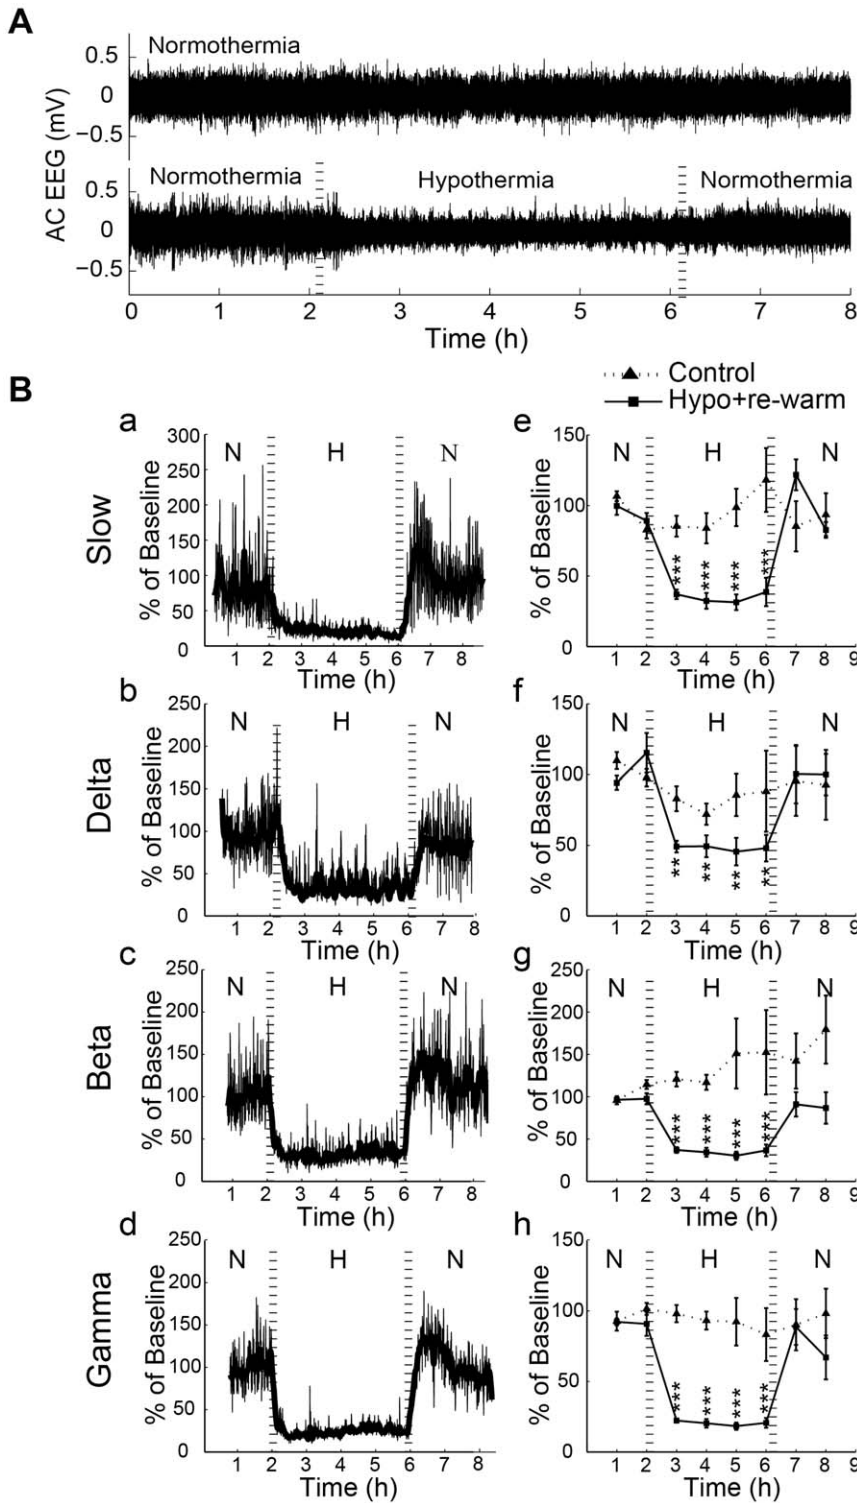 A
Normothermia
0.5
0
−0.5
AC EEG (mV)
Normothermia Hypothermia Normothermia
0.5
0
−0.5
0 1 2 3 4 5 6 7 8
Time (h)
B
Control
Hypo+re-warm
a
Slow
% of Baseline
300
250
200
150
100
50
0
N H N
1 2 3 4 5 6 7 8
Time (h)
e
% of Baseline
150
100
50
0
N H N
*** *** *** ***
1 2 3 4 5 6 7 8 9
Time (h)
b
Delta
% of Baseline
250
200
150
100
50
0
N H N
1 2 3 4 5 6 7 8
Time (h)
f
% of Baseline
150
100
50
0
N H N
** ** ** **
1 2 3 4 5 6 7 8 9
Time (h)
c
Beta
% of Baseline
250
200
150
100
50
0
N H N
1 2 3 4 5 6 7 8
Time (h)
g
% of Baseline
250
200
150
100
50
0
N H N
*** *** *** ***
1 2 3 4 5 6 7 8 9
Time (h)
d
Gamma
% of Baseline
250
200
150
100
50
0
N H N
1 2 3 4 5 6 7 8
Time (h)
h
% of Baseline
150
100
50
0
N H N
*** *** *** ***
1 2 3 4 5 6 7 8 9
Time (h)